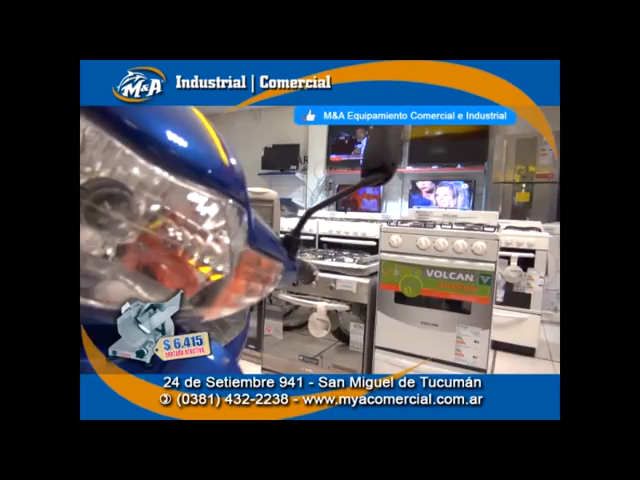 M&A Industrial | Comercial
M&A Equipamiento Comercial e Industrial
VOLCAN
VOLCAN
$ 6.415
contado efectivo
24 de Setiembre 941 - San Miguel de Tucumán
(0381) 432-2238 - www.myacomercial.com.ar